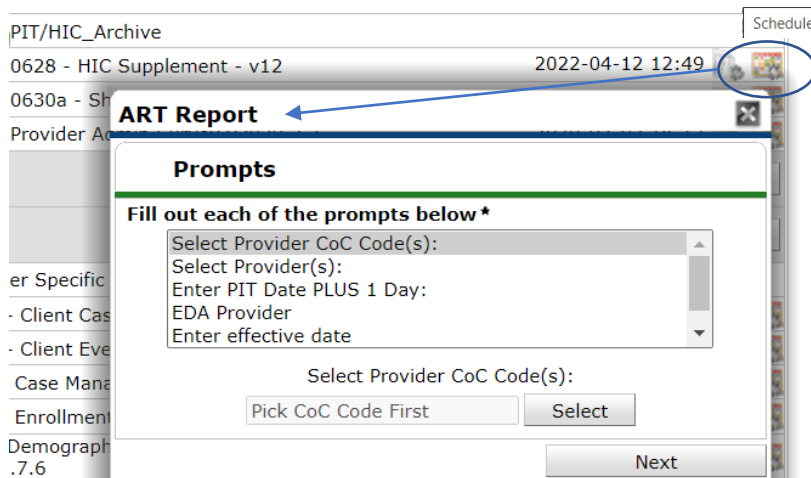 Schedule
PIT/HIC_Archive
0628 - HIC Supplement - v12 2022-04-12 12:49
0630a - Sh
Provider Ad
ART Report
Prompts
Fill out each of the prompts below*
Select Provider CoC Code(s):
Select Provider(s):
Enter PIT Date PLUS 1 Day:
EDA Provider
Enter effective date
er Specific
- Client Cas
- Client Eve
Case Mana
Enrollment
Demograph
.7.6
Select Provider CoC Code(s):
Pick CoC Code First Select
Next